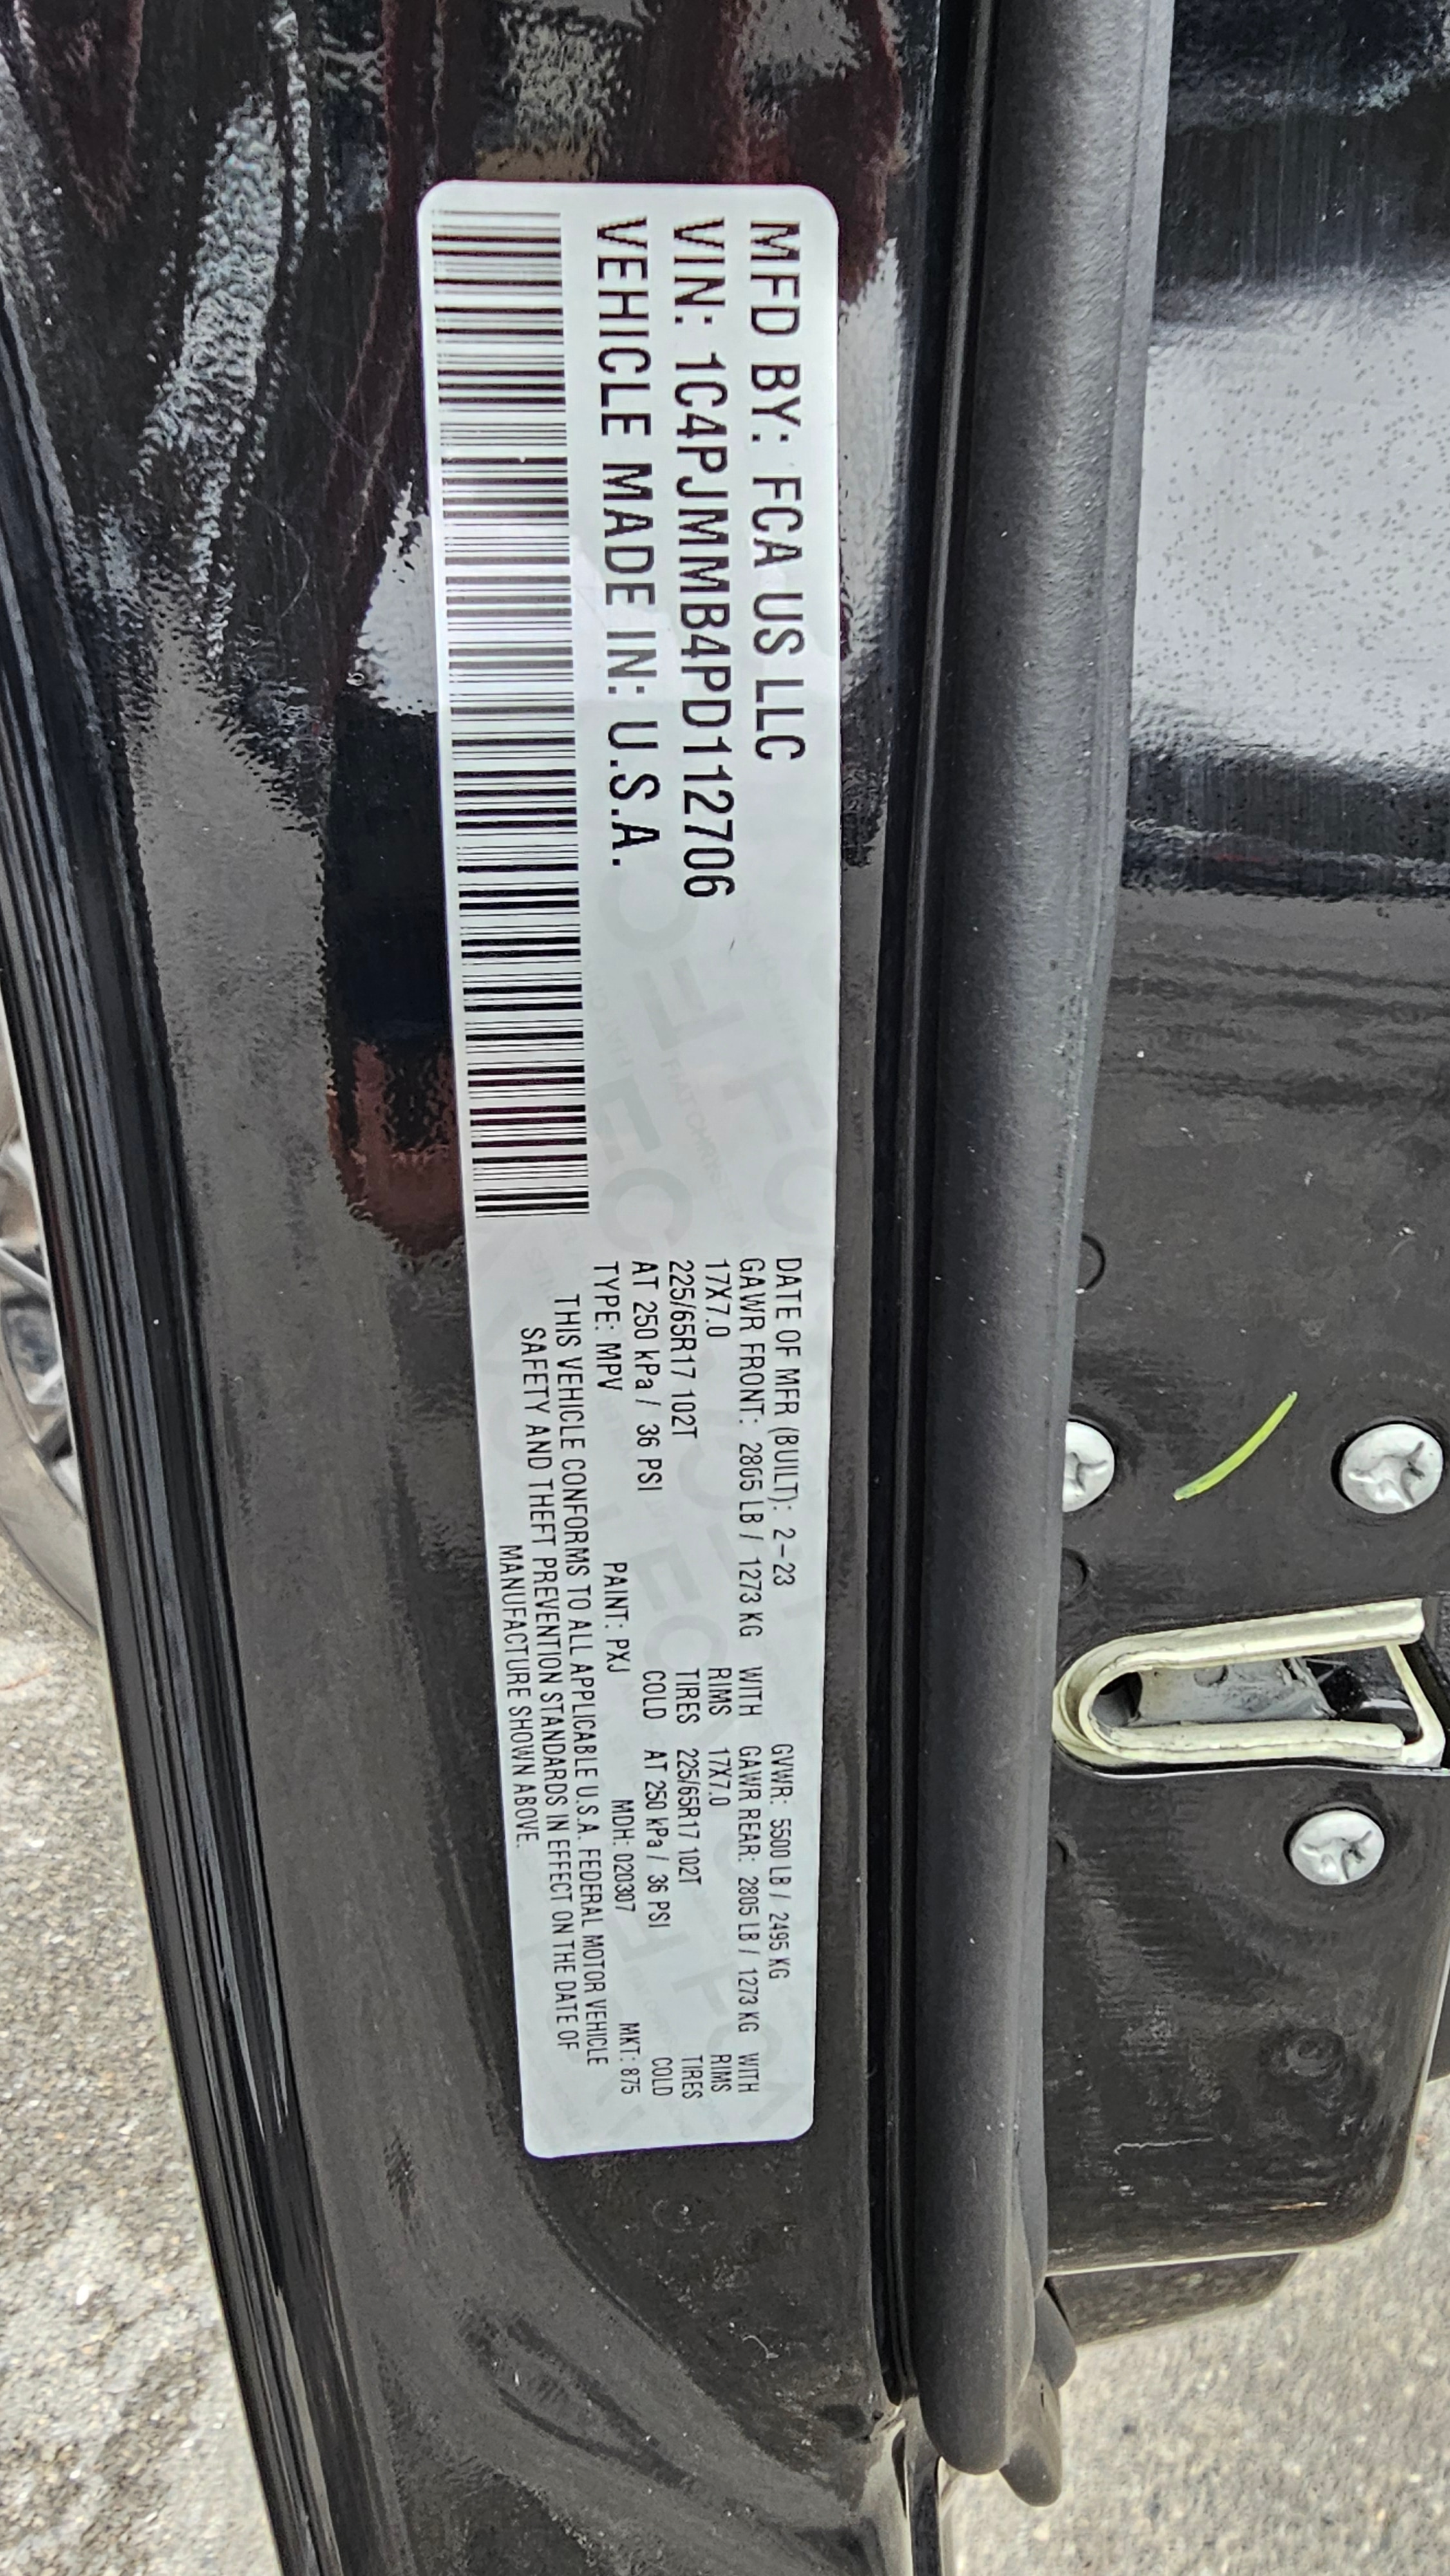 MFD BY: FCA US LLC
VIN: 1C4PJMMB4PD112706
VEHICLE MADE IN: U.S.A.
DATE OF MFR (BUILT): 2-23 GVWR: 5500 LB / 2495 KG
GAWR FRONT: 2805 LB / 1273 KG WITH GAWR REAR: 2805 LB / 1273 KG WITH
17X7.0 RIMS 17X7.0 RIMS
225/65R17 102T TIRES 225/65R17 102T TIRES
AT 250 kPa / 36 PSI COLD AT 250 kPa / 36 PSI COLD
TYPE: MPV PAINT: PXJ MDH: 020307 MKT: 875
THIS VEHICLE CONFORMS TO ALL APPLICABLE U.S.A. FEDERAL MOTOR VEHICLE
SAFETY AND THEFT PREVENTION STANDARDS IN EFFECT ON THE DATE OF
MANUFACTURE SHOWN ABOVE.